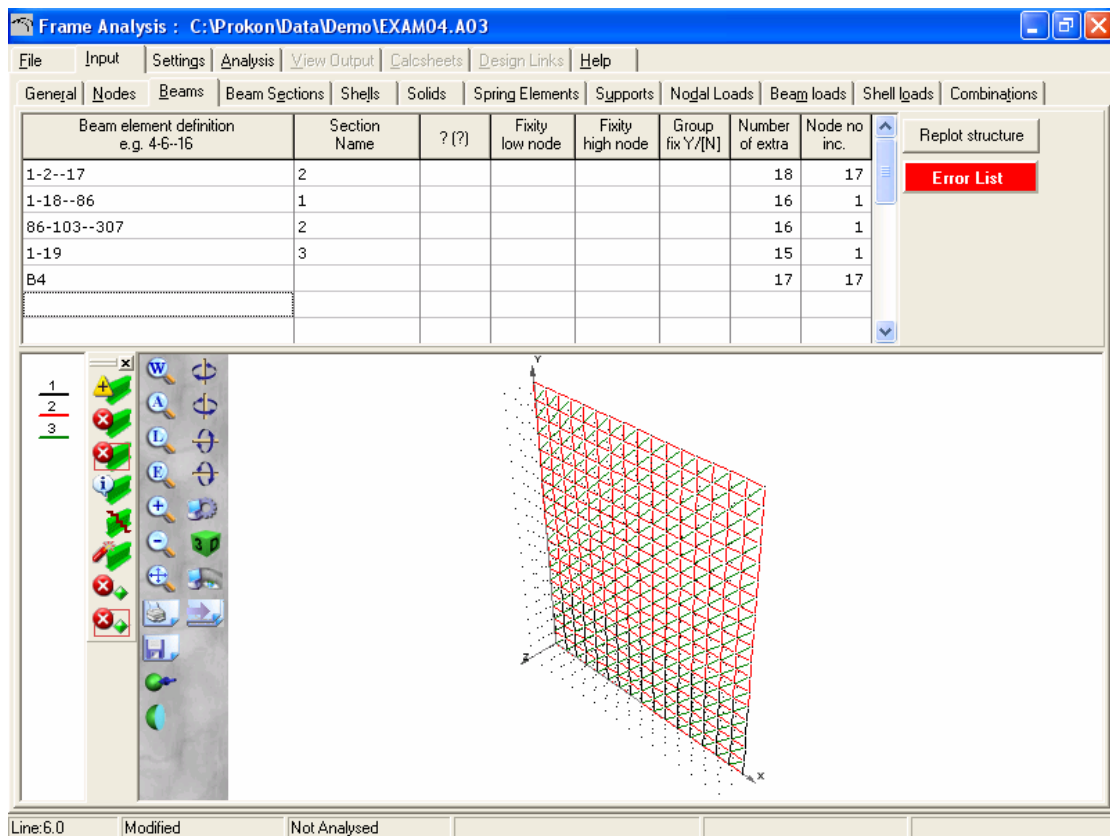 Frame Analysis : C:\Prokon\Data\Demo\EXAM04.A03
File Input Settings Analysis View Output Calcsheets Design Links Help
General Nodes Beams Beam Sections Shells Solids Spring Elements Supports Nodal Loads Beam loads Shell loads Combinations
Beam element definition e.g. 4-6--16 Section Name ? (?) Fixity low node Fixity high node Group fix Y/[N] Number of extra Node no inc.
Replot structure
1-2--17 2 18 17
Error List
1-18--86 1 16 1
86-103--307 2 16 1
1-19 3 15 1
B4 17 17
1
2
3
W
A
L
E
3D
Y
Z
X
Line:6.0 Modified Not Analysed